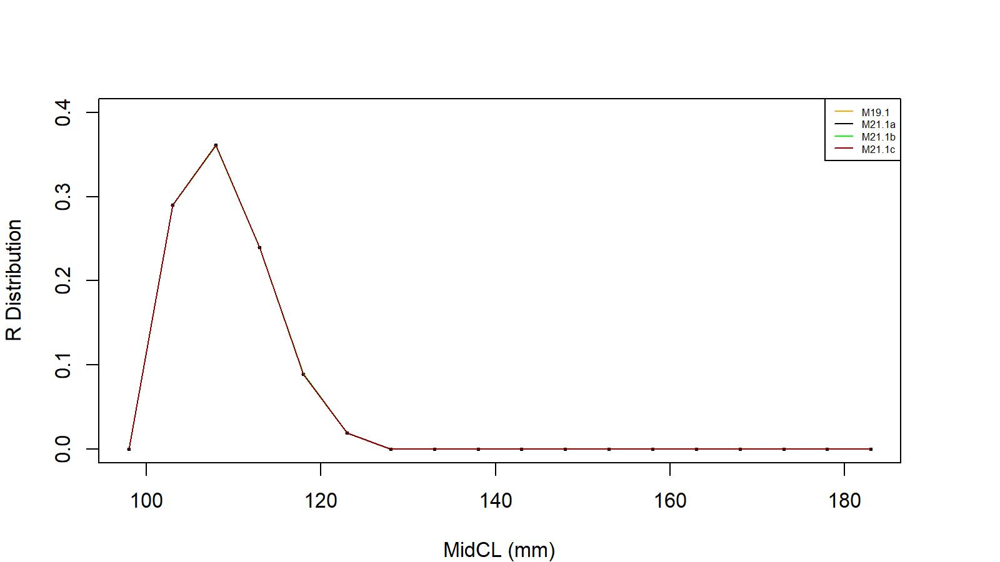 M19.1
M21.1a
M21.1b
M21.1c
R Distribution
0.4
0.3
0.2
0.1
0.0
100 120 140 160 180
MidCL (mm)